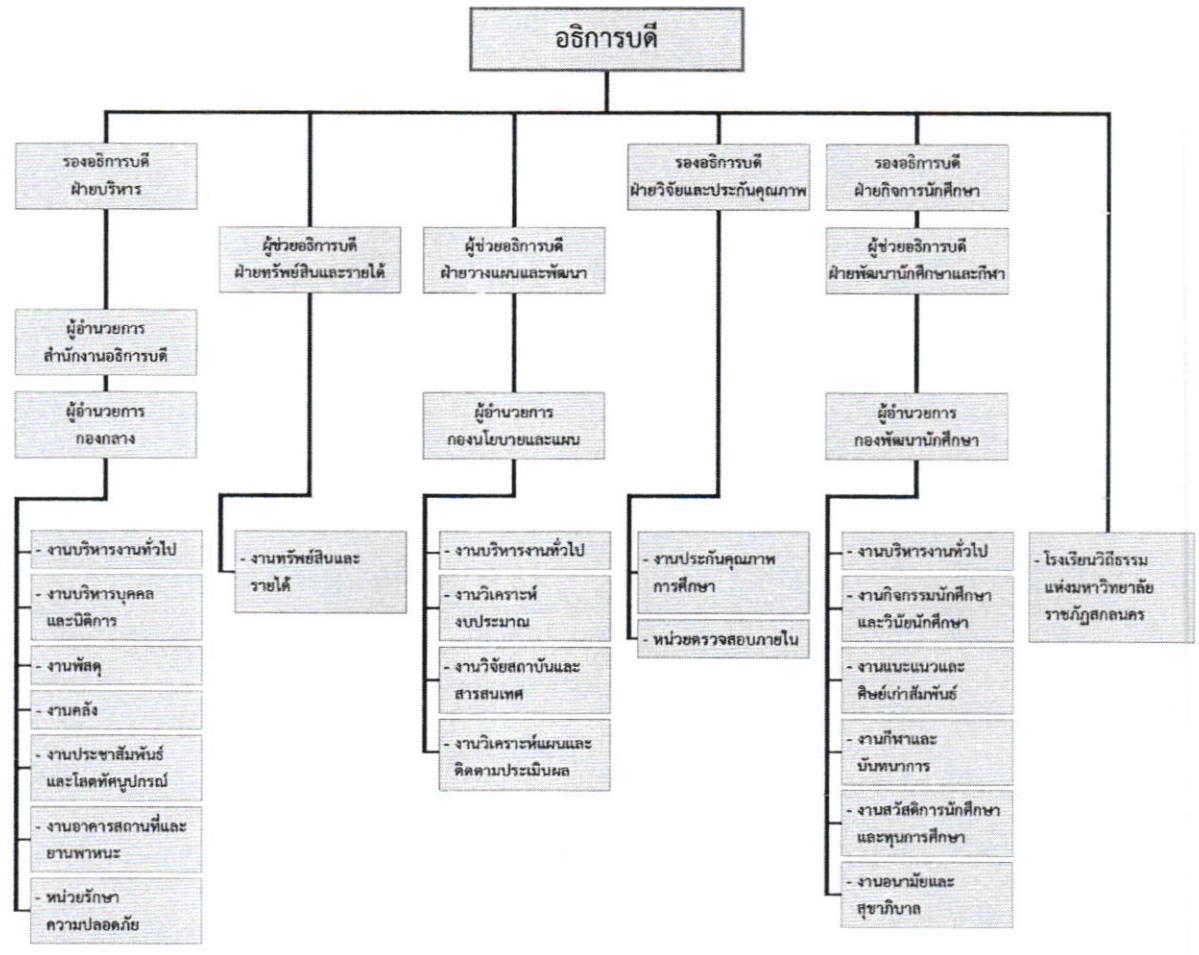 อธิการบดี
รองอธิการบดี
ฝ่ายบริหาร
ผู้อำนวยการ
สำนักงานอธิการบดี
ผู้อำนวยการ
กองกลาง
- งานบริหารงานทั่วไป
- งานบริหารบุคคล
และนิติการ
- งานพัสดุ
- งานคลัง
- งานประชาสัมพันธ์
และโสตทัศนูปกรณ์
- งานอาคารสถานที่และ
ยานพาหนะ
- หน่วยรักษา
ความปลอดภัย
ผู้ช่วยอธิการบดี
ฝ่ายทรัพย์สินและรายได้
- งานทรัพย์สินและ
รายได้
ผู้ช่วยอธิการบดี
ฝ่ายวางแผนและพัฒนา
ผู้อำนวยการ
กองนโยบายและแผน
- งานบริหารงานทั่วไป
- งานวิเคราะห์
งบประมาณ
- งานวิจัยสถาบันและ
สารสนเทศ
- งานวิเคราะห์แผนและ
ติดตามประเมินผล
รองอธิการบดี
ฝ่ายวิจัยและประกันคุณภาพ
- งานประกันคุณภาพ
การศึกษา
- หน่วยตรวจสอบภายใน
รองอธิการบดี
ฝ่ายกิจการนักศึกษา
ผู้ช่วยอธิการบดี
ฝ่ายพัฒนานักศึกษาและกีฬา
ผู้อำนวยการ
กองพัฒนานักศึกษา
- งานบริหารงานทั่วไป
- งานกิจกรรมนักศึกษา
และวินัยนักศึกษา
- งานแนะแนวและ
ศิษย์เก่าสัมพันธ์
- งานกีฬาและ
นันทนาการ
- งานสวัสดิการนักศึกษา
และทุนการศึกษา
- งานอนามัยและ
สุขาภิบาล
- โรงเรียนวิถีธรรม
แห่งมหาวิทยาลัย
ราชภัฏสกลนคร